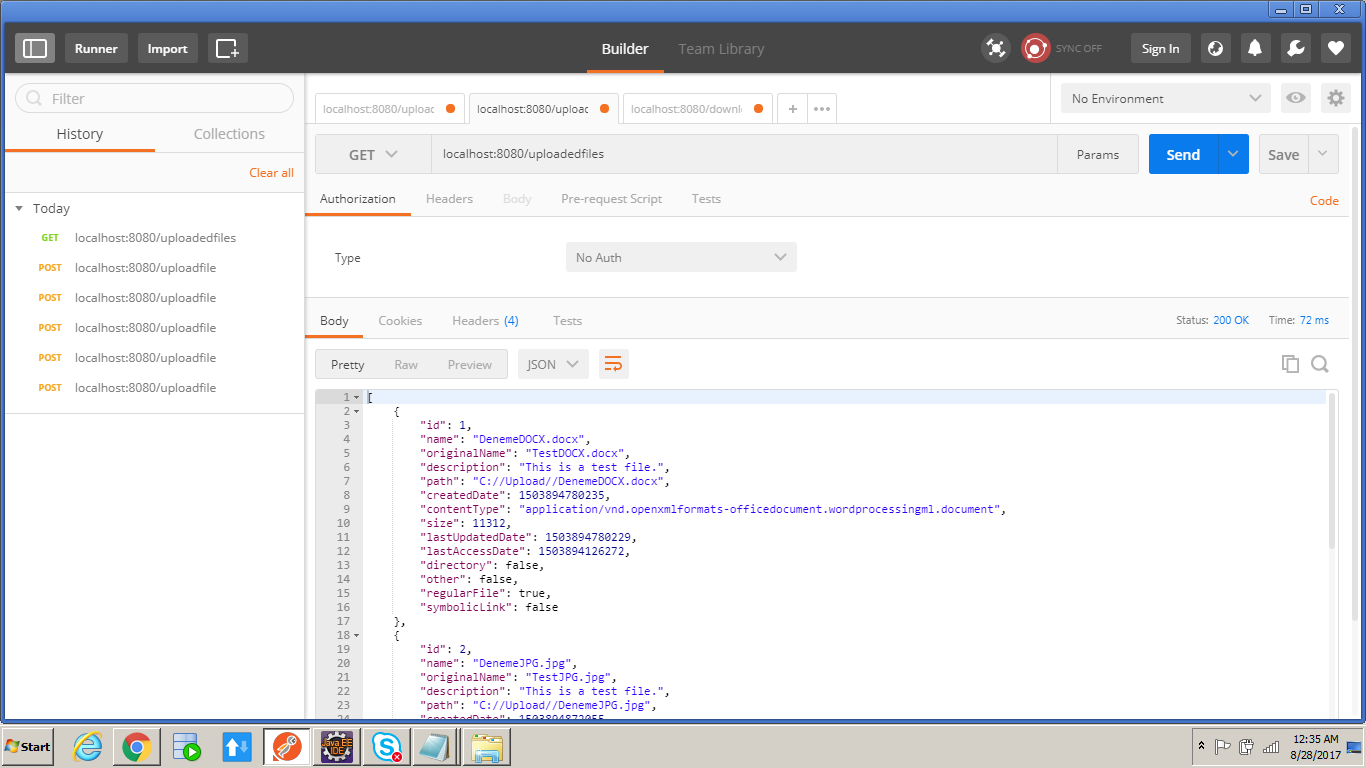 Runner
Import
Builder
Team Library
SYNC OFF
Sign In
Filter
History
Collections
Clear all
Today
GET localhost:8080/uploadedfiles
POST localhost:8080/uploadfile
POST localhost:8080/uploadfile
POST localhost:8080/uploadfile
POST localhost:8080/uploadfile
POST localhost:8080/uploadfile
localhost:8080/upload
localhost:8080/upload
localhost:8080/downl
No Environment
GET
localhost:8080/uploadedfiles
Params
Send
Save
Authorization
Headers
Body
Pre-request Script
Tests
Code
Type
No Auth
Body
Cookies
Headers (4)
Tests
Status: 200 OK
Time: 72 ms
Pretty
Raw
Preview
JSON
1 [
2 {
3 "id": 1,
4 "name": "DenemeDOCX.docx",
5 "originalName": "TestDOCX.docx",
6 "description": "This is a test file.",
7 "path": "C://Upload//DenemeDOCX.docx",
8 "createdDate": 1503894780235,
9 "contentType": "application/vnd.openxmlformats-officedocument.wordprocessingml.document",
10 "size": 11312,
11 "lastUpdatedDate": 1503894780229,
12 "lastAccessDate": 1503894126272,
13 "directory": false,
14 "other": false,
15 "regularFile": true,
16 "symbolicLink": false
17 },
18 {
19 "id": 2,
20 "name": "DenemeJPG.jpg",
21 "originalName": "TestJPG.jpg",
22 "description": "This is a test file.",
23 "path": "C://Upload//DenemeJPG.jpg",
24 "createdDate": 1503894872055
Start
Java EE
IDE
12:35 AM
8/28/2017